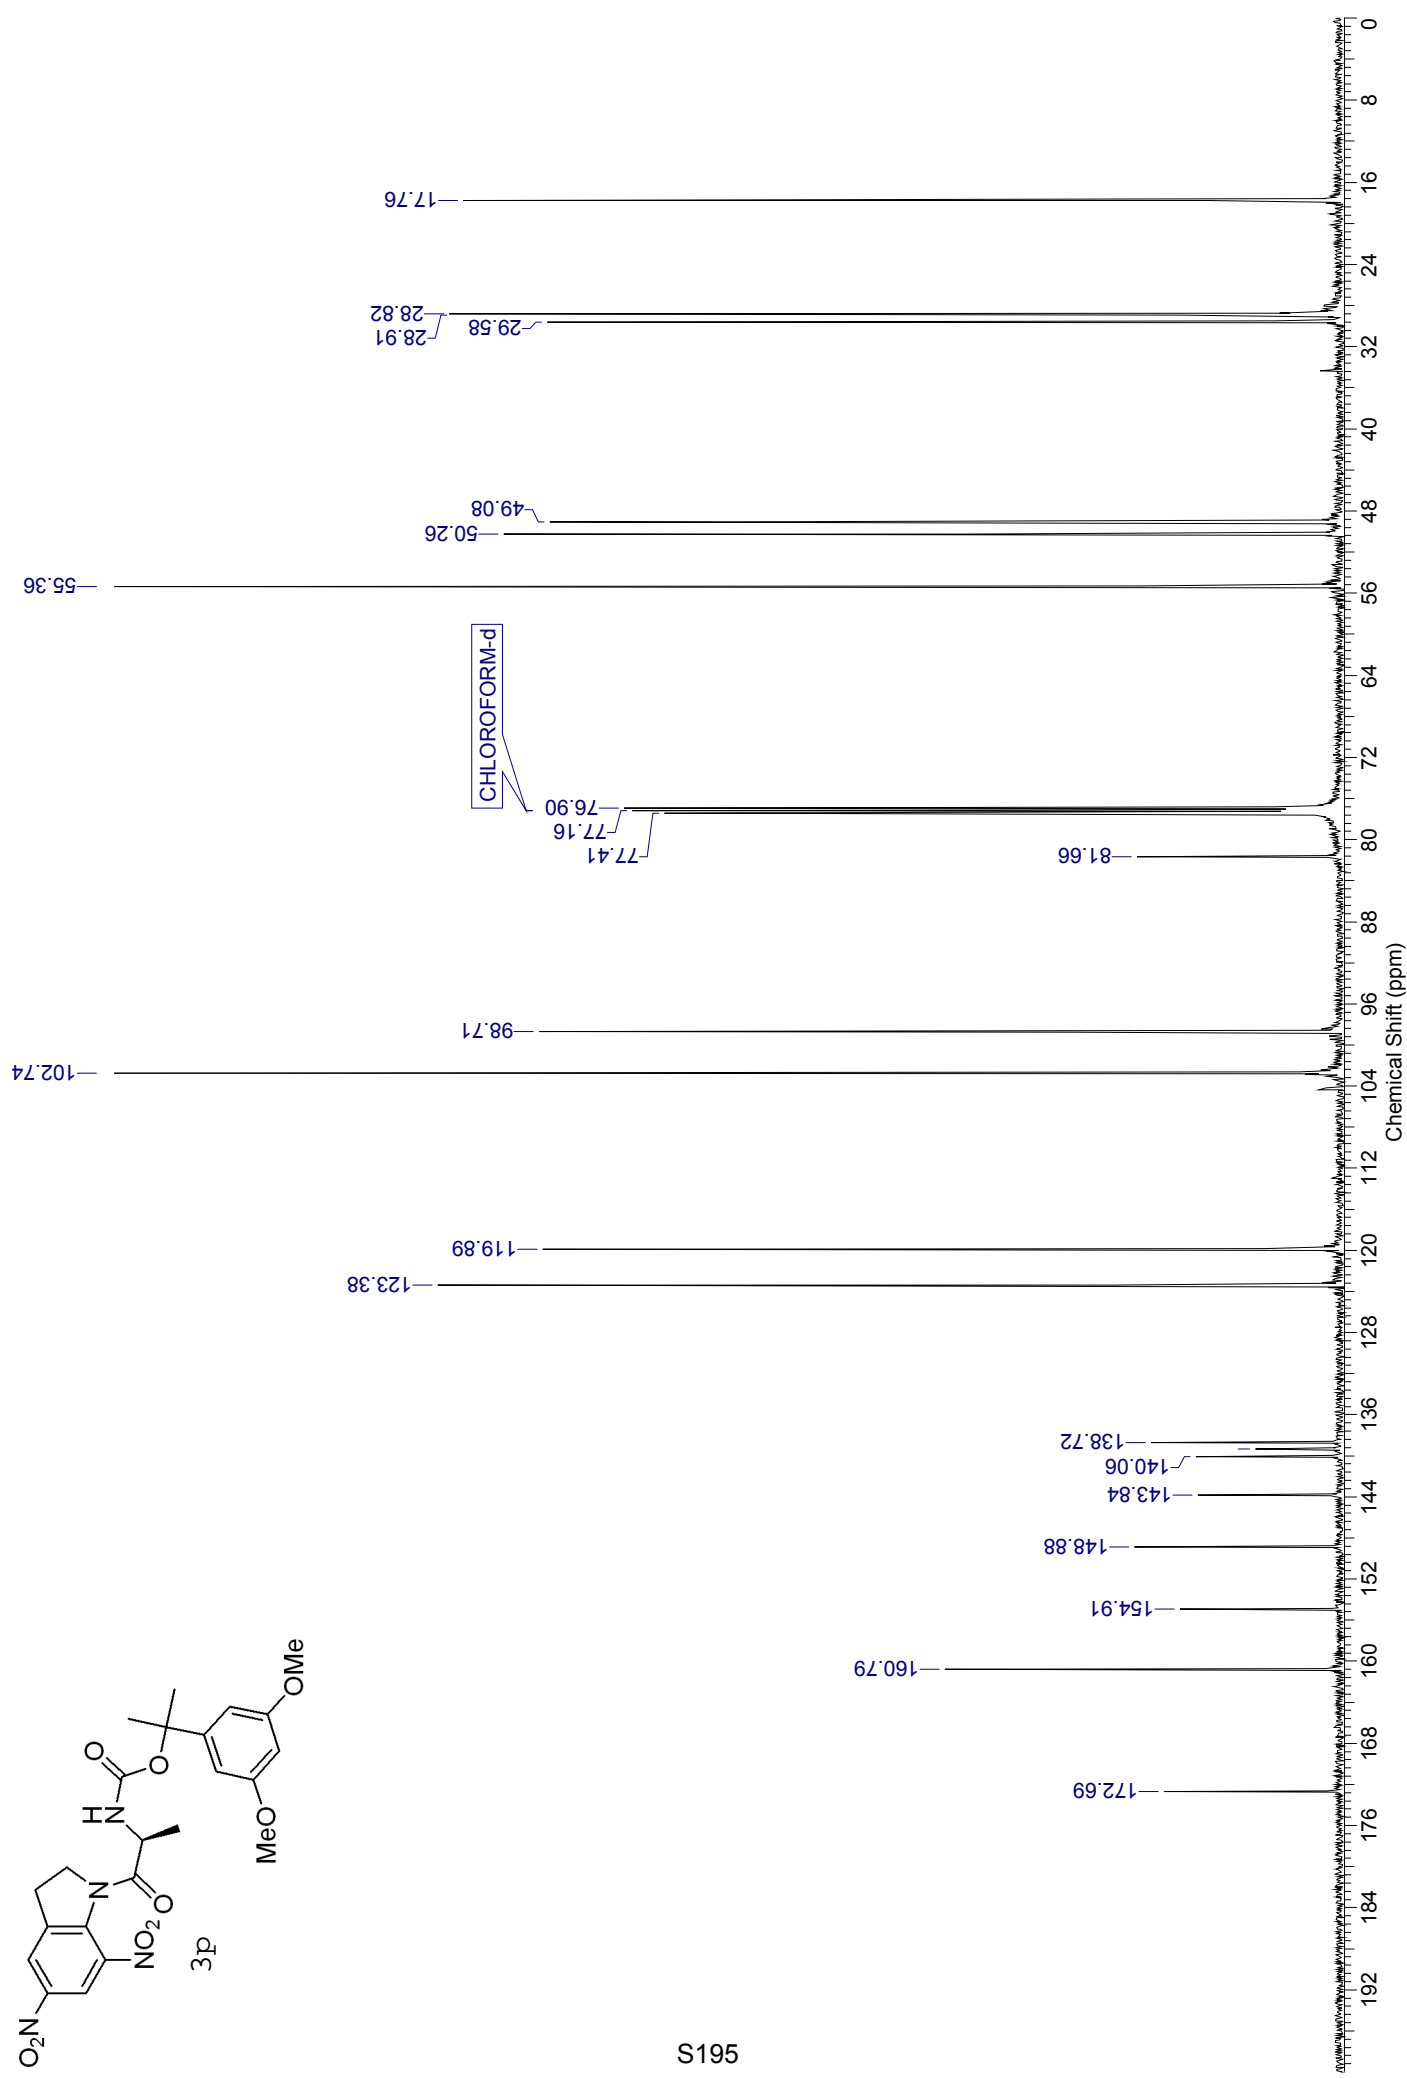 172.69
160.79
154.91
148.88
143.84
140.06
138.72
123.38
119.89
102.74
98.71
81.66
77.41
77.16
76.90
CHLOROFORM-d
55.36
50.26
49.08
29.58
28.91
28.82
17.76
192 184 176 168 160 152 144 136 128 120 112 104 96 88 80 72 64 56 48 40 32 24 16 8 0
Chemical Shift (ppm)
O₂N
NO₂
N
O
H
N
O
O
MeO
OMe
3p
S195